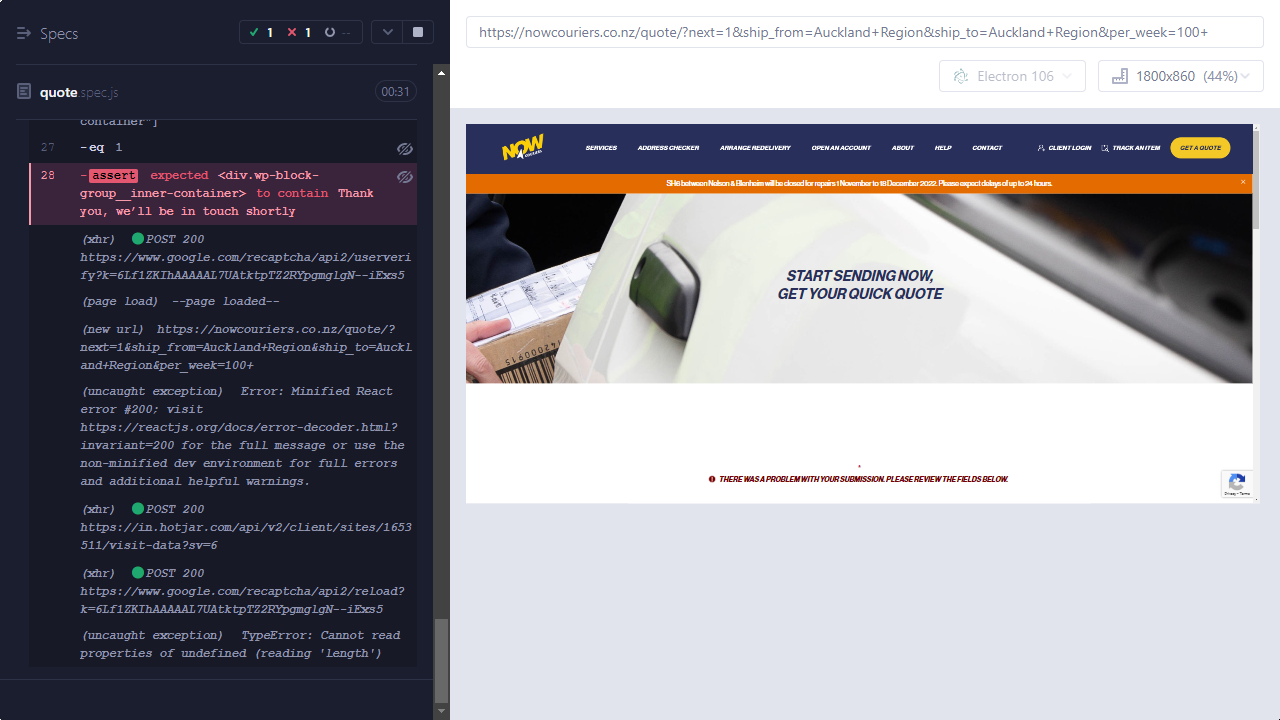 Specs
1
1
--
https://nowcouriers.co.nz/quote/?next=1&ship_from=Auckland+Region&ship_to=Auckland+Region&per_week=100+
Electron 106
1800x860 (44%)
quote.spec.js
00:31
container"]
27 -eq 1
28 -assert expected <div.wp-block-
group__inner-container> to contain Thank
you, we’ll be in touch shortly
(xhr) POST 200
https://www.google.com/recaptcha/api2/userveri
fy?k=6Lf1ZKIhAAAAAL7UAtktpTZ2RYpgmglgN--iExs5
(page load) --page loaded--
(new url) https://nowcouriers.co.nz/quote/?
next=1&ship_from=Auckland+Region&ship_to=Auckl
and+Region&per_week=100+
(uncaught exception) Error: Minified React
error #200; visit
https://reactjs.org/docs/error-decoder.html?
invariant=200 for the full message or use the
non-minified dev environment for full errors
and additional helpful warnings.
(xhr) POST 200
https://in.hotjar.com/api/v2/client/sites/1653
511/visit-data?sv=6
(xhr) POST 200
https://www.google.com/recaptcha/api2/reload?
k=6Lf1ZKIhAAAAAL7UAtktpTZ2RYpgmglgN--iExs5
(uncaught exception) TypeError: Cannot read
properties of undefined (reading 'length')
NOW
COURIERS
SERVICES ADDRESS CHECKER ARRANGE REDELIVERY OPEN AN ACCOUNT ABOUT HELP CONTACT CLIENT LOGIN TRACK AN ITEM GET A QUOTE
SH6 between Nelson & Blenheim will be closed for repairs 1 November to 18 December 2022. Please expect delays of up to 24 hours. ×
START SENDING NOW,
GET YOUR QUICK QUOTE
42000915
*
THERE WAS A PROBLEM WITH YOUR SUBMISSION. PLEASE REVIEW THE FIELDS BELOW.
Privacy - Terms